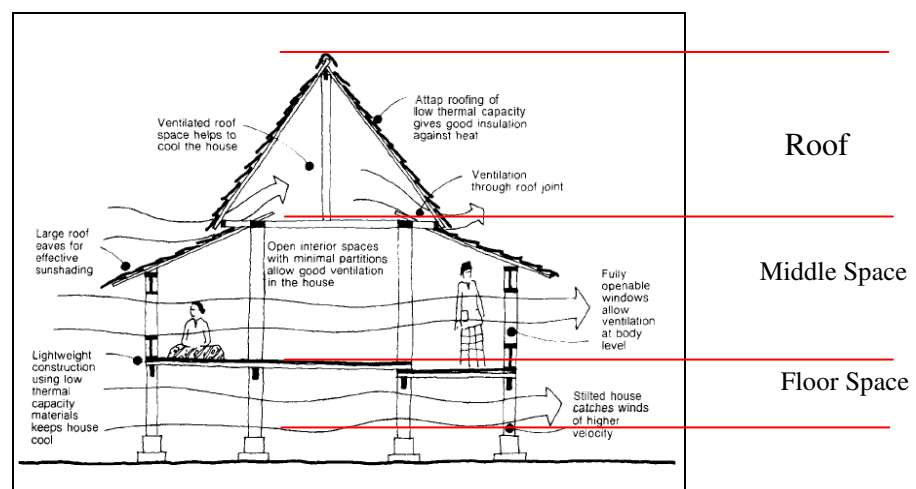 Ventilated roof
space helps to
cool the house
Attap roofing of
low thermal capacity
gives good insulation
against heat
Roof
Ventilation
through roof joint
Large roof
eaves for
effective
sunshading
Open interior spaces
with minimal partitions
allow good ventilation
in the house
Fully
openable
windows
allow
ventilation
at body
level
Middle Space
Lightweight
construction
using low
thermal
capacity
materials
keeps house
cool
Stilted house
catches winds
of higher
velocity
Floor Space